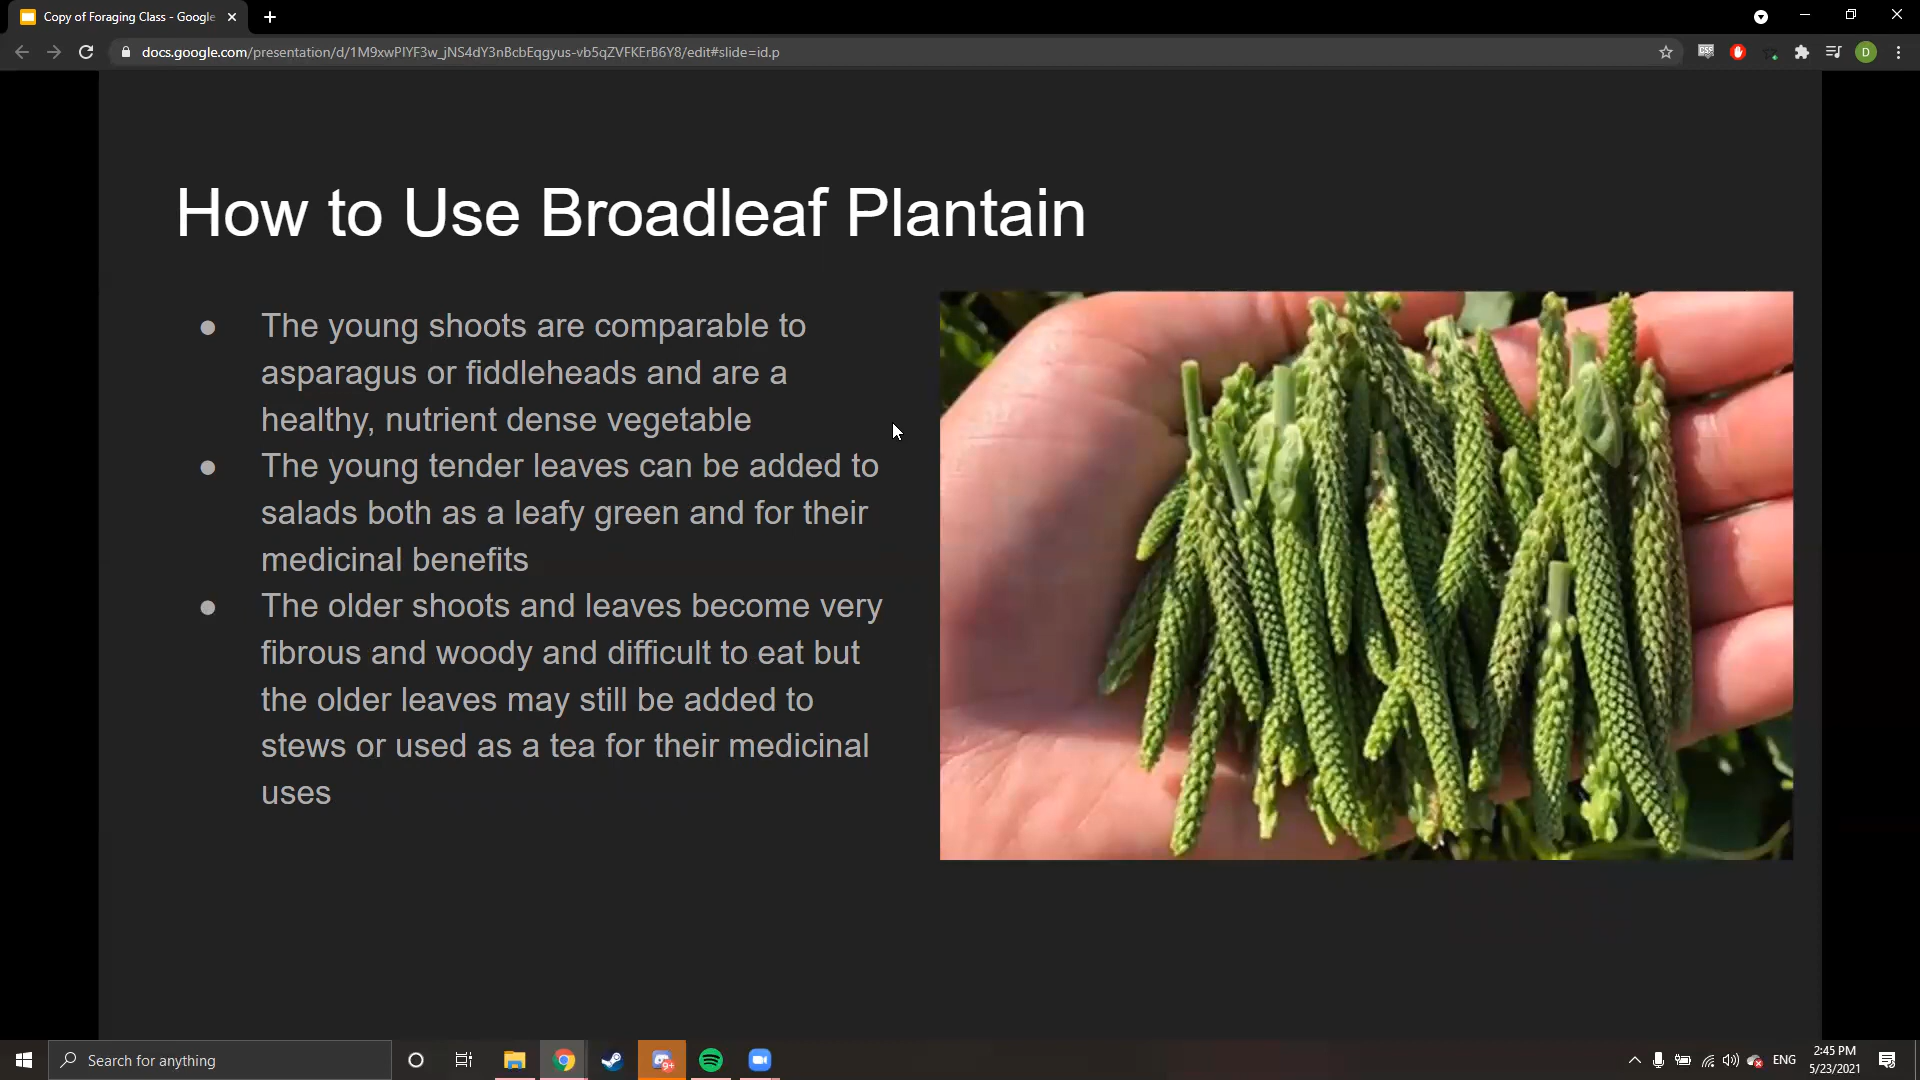 Copy of Foraging Class - Google
docs.google.com/presentation/d/1M9xwPIYF3w_jNS4dY3nBcbEqgyus-vb5qZVFKErB6Y8/edit#slide=id.p
D
How to Use Broadleaf Plantain
● The young shoots are comparable to
asparagus or fiddleheads and are a
healthy, nutrient dense vegetable
● The young tender leaves can be added to
salads both as a leafy green and for their
medicinal benefits
● The older shoots and leaves become very
fibrous and woody and difficult to eat but
the older leaves may still be added to
stews or used as a tea for their medicinal
uses
Search for anything
9+
ENG
2:45 PM
5/23/2021